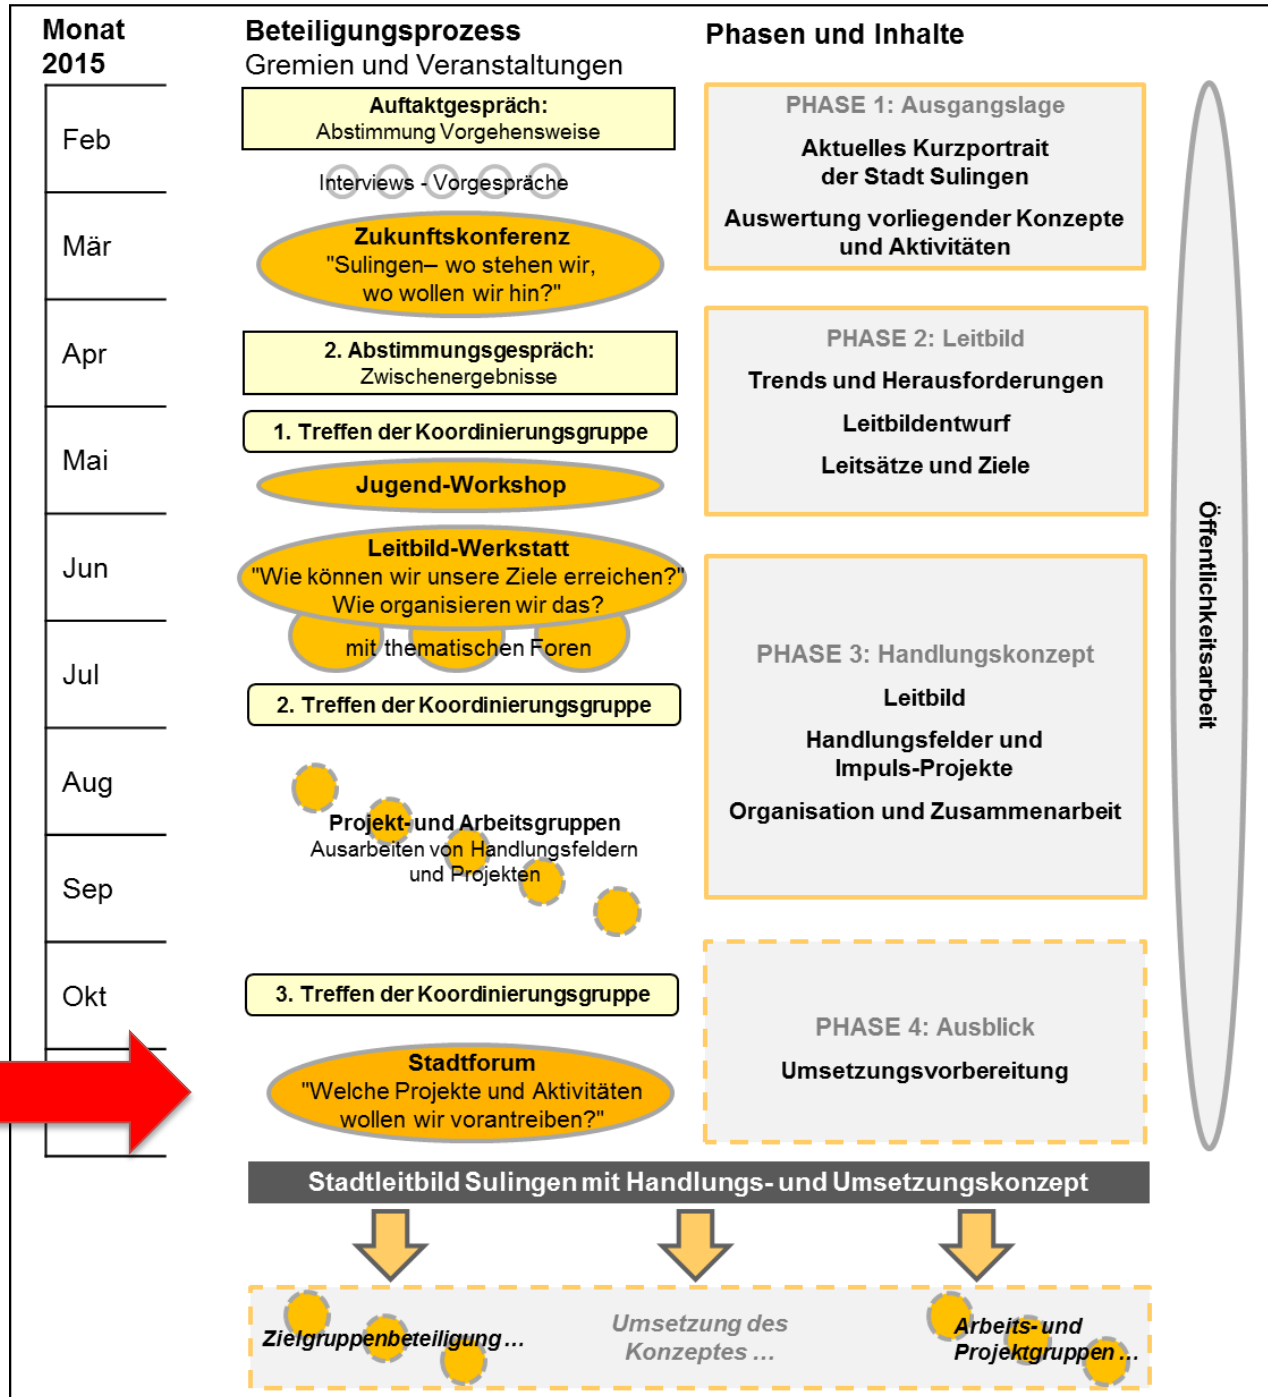 Monat
2015
Beteiligungsprozess
Gremien und Veranstaltungen
Phasen und Inhalte
Feb
Mär
Apr
Mai
Jun
Jul
Aug
Sep
Okt
Auftaktgespräch:
Abstimmung Vorgehensweise
Interviews - Vorgespräche
Zukunftskonferenz
"Sulingen– wo stehen wir,
wo wollen wir hin?"
2. Abstimmungsgespräch:
Zwischenergebnisse
1. Treffen der Koordinierungsgruppe
Jugend-Workshop
Leitbild-Werkstatt
"Wie können wir unsere Ziele erreichen?"
Wie organisieren wir das?
mit thematischen Foren
2. Treffen der Koordinierungsgruppe
Projekt- und Arbeitsgruppen
Ausarbeiten von Handlungsfeldern
und Projekten
3. Treffen der Koordinierungsgruppe
Stadtforum
"Welche Projekte und Aktivitäten
wollen wir vorantreiben?"
PHASE 1: Ausgangslage
Aktuelles Kurzportrait
der Stadt Sulingen
Auswertung vorliegender Konzepte
und Aktivitäten
PHASE 2: Leitbild
Trends und Herausforderungen
Leitbildentwurf
Leitsätze und Ziele
PHASE 3: Handlungskonzept
Leitbild
Handlungsfelder und
Impuls-Projekte
Organisation und Zusammenarbeit
PHASE 4: Ausblick
Umsetzungsvorbereitung
Öffentlichkeitsarbeit
Stadtleitbild Sulingen mit Handlungs- und Umsetzungskonzept
Zielgruppenbeteiligung ...
Umsetzung des
Konzeptes ...
Arbeits- und
Projektgruppen ...